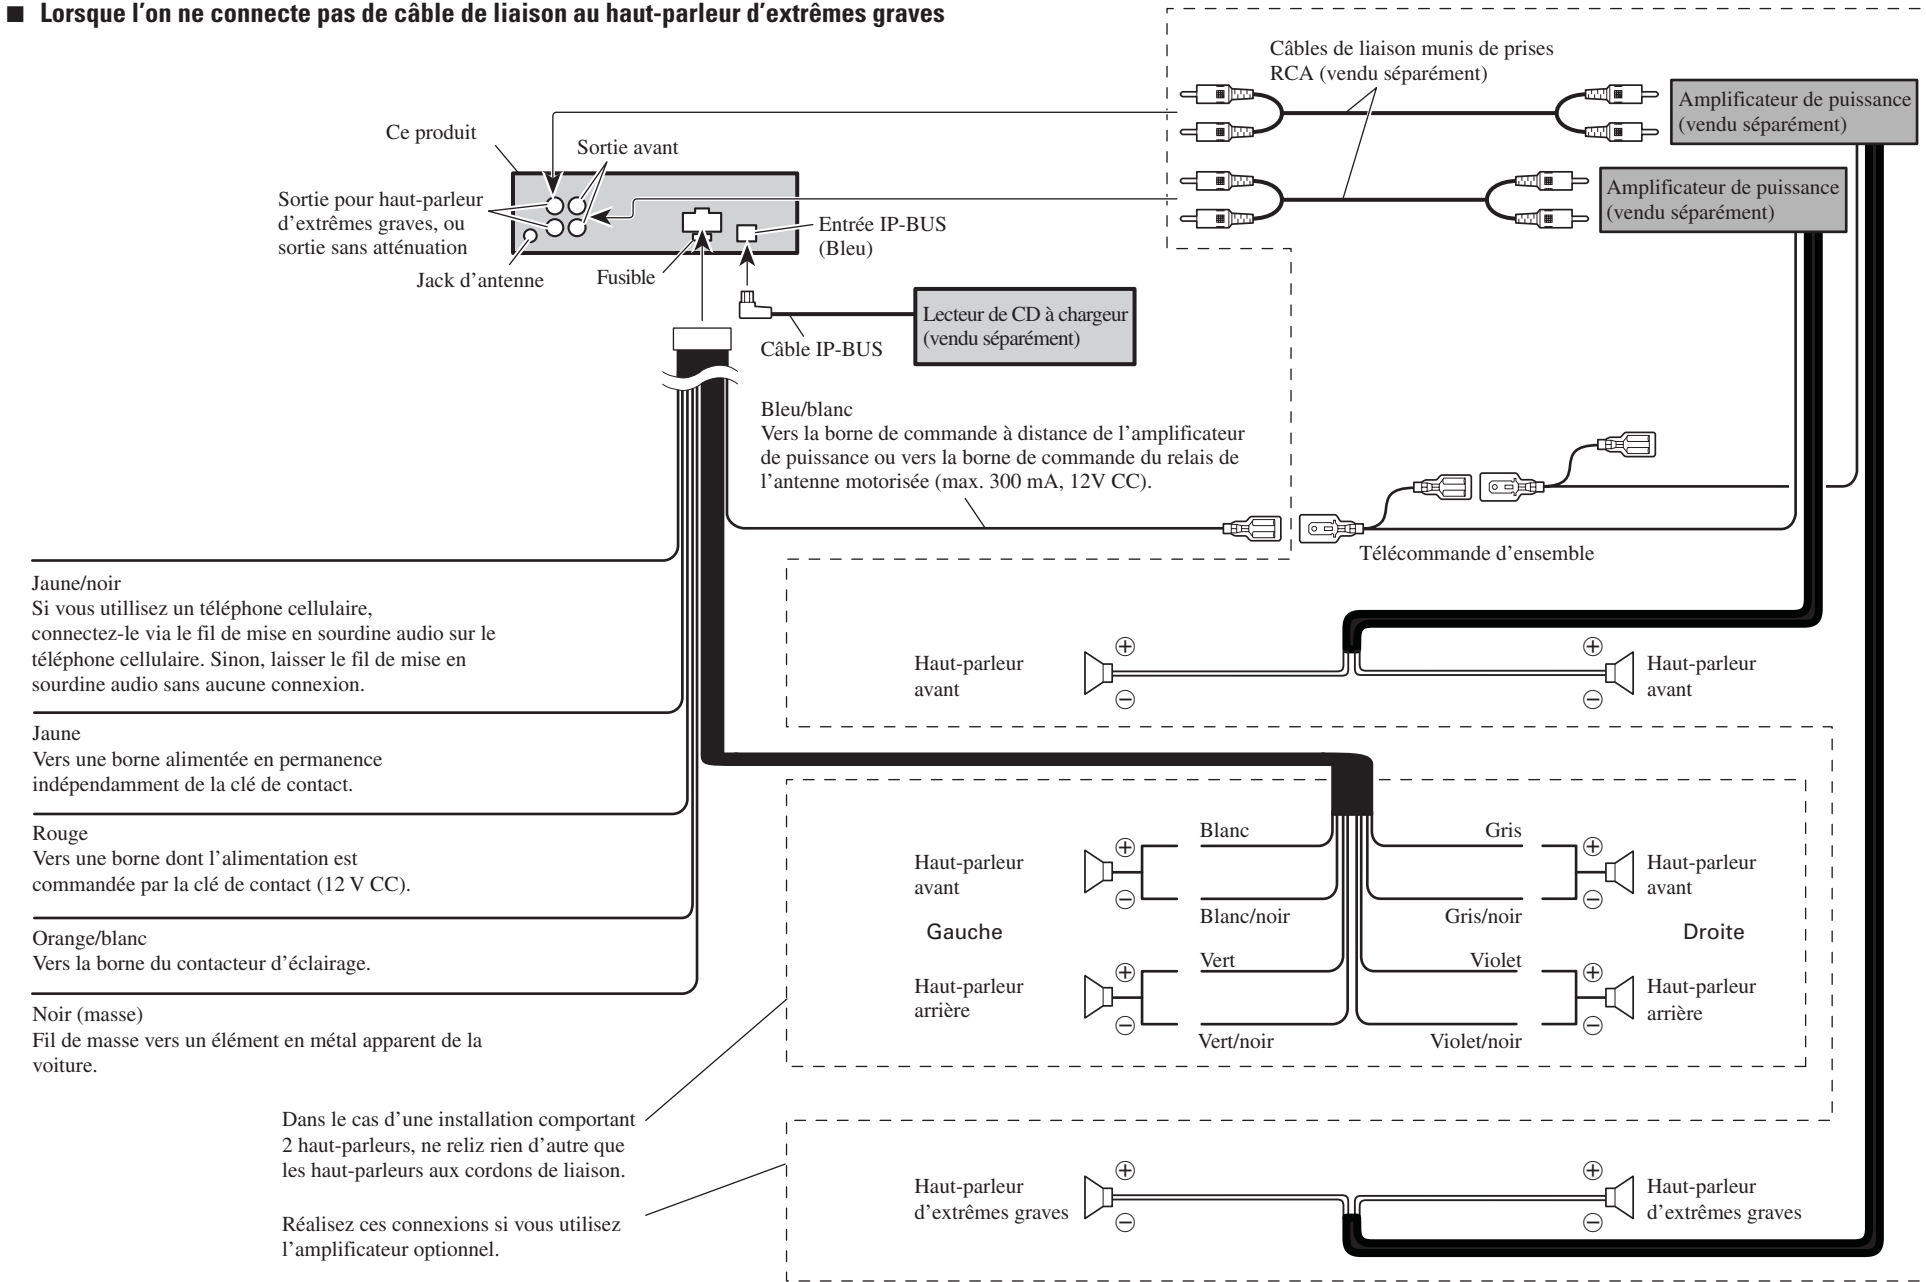 ■ Lorsque l’on ne connecte pas de câble de liaison au haut-parleur d’extrêmes graves
Câbles de liaison munis de prises
RCA (vendu séparément)
Amplificateur de puissance
(vendu séparément)
Amplificateur de puissance
(vendu séparément)
Ce produit
Sortie avant
Sortie pour haut-parleur
d’extrêmes graves, ou
sortie sans atténuation
Jack d’antenne
Fusible
Entrée IP-BUS
(Bleu)
Câble IP-BUS
Lecteur de CD à chargeur
(vendu séparément)
Bleu/blanc
Vers la borne de commande à distance de l’amplificateur
de puissance ou vers la borne de commande du relais de
l’antenne motorisée (max. 300 mA, 12V CC).
Télécommande d’ensemble
Jaune/noir
Si vous utilisez un téléphone cellulaire,
connectez-le via le fil de mise en sourdine audio sur le
téléphone cellulaire. Sinon, laisser le fil de mise en
sourdine audio sans aucune connexion.
Jaune
Vers une borne alimentée en permanence
indépendamment de la clé de contact.
Rouge
Vers une borne dont l’alimentation est
commandée par la clé de contact (12 V CC).
Orange/blanc
Vers la borne du contacteur d’éclairage.
Noir (masse)
Fil de masse vers un élément en métal apparent de la
voiture.
Haut-parleur
avant
⊕
⊖
⊕
⊖
Haut-parleur
avant
Haut-parleur
avant
⊕
⊖
Blanc
Blanc/noir
Gris
Gris/noir
⊕
⊖
Haut-parleur
avant
Gauche
Droite
Haut-parleur
arrière
⊕
⊖
Vert
Vert/noir
Violet
Violet/noir
⊕
⊖
Haut-parleur
arrière
Dans le cas d’une installation comportant
2 haut-parleurs, ne reliz rien d’autre que
les haut-parleurs aux cordons de liaison.
Réalisez ces connexions si vous utilisez
l’amplificateur optionnel.
Haut-parleur
d’extrêmes graves
⊕
⊖
⊕
⊖
Haut-parleur
d’extrêmes graves